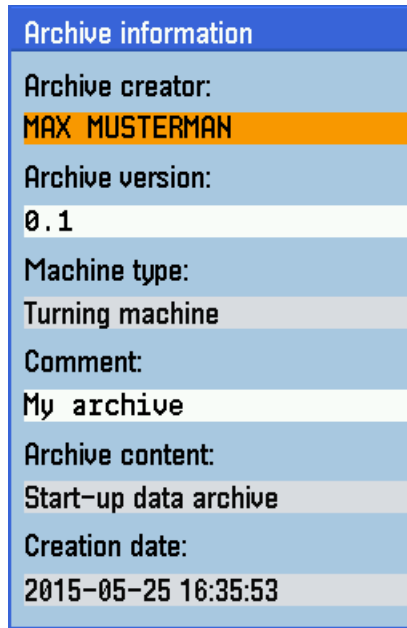 Archive information
Archive creator:
MAX MUSTERMAN
Archive version:
0.1
Machine type:
Turning machine
Comment:
My archive
Archive content:
Start-up data archive
Creation date:
2015-05-25 16:35:53